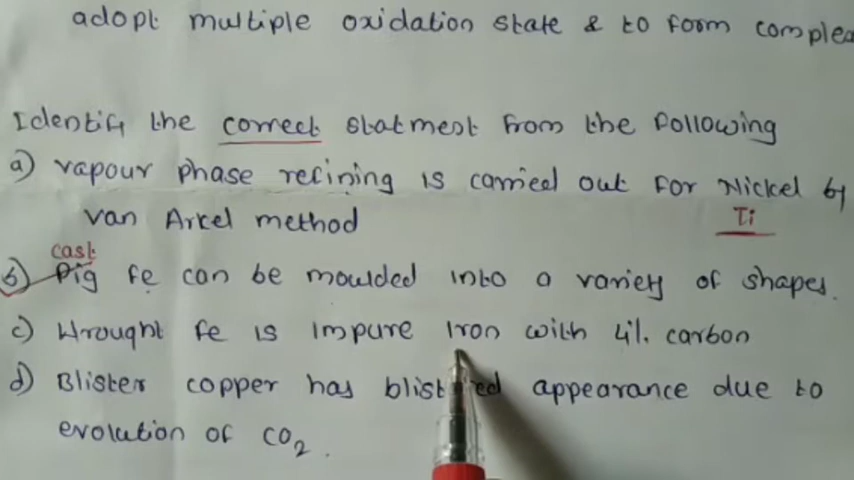 adopt multiple oxidation state & to form complea
Identify the correct statment from the following
a) vapour phase refining is carried out for Nickel by
Ti
van Arkel method
cast
b) Pig Fe can be moulded into a variety of shapes.
c) Wrought Fe is impure Iron with 4%. carbon
d) Blister copper has blistered appearance due to
evolution of CO2.